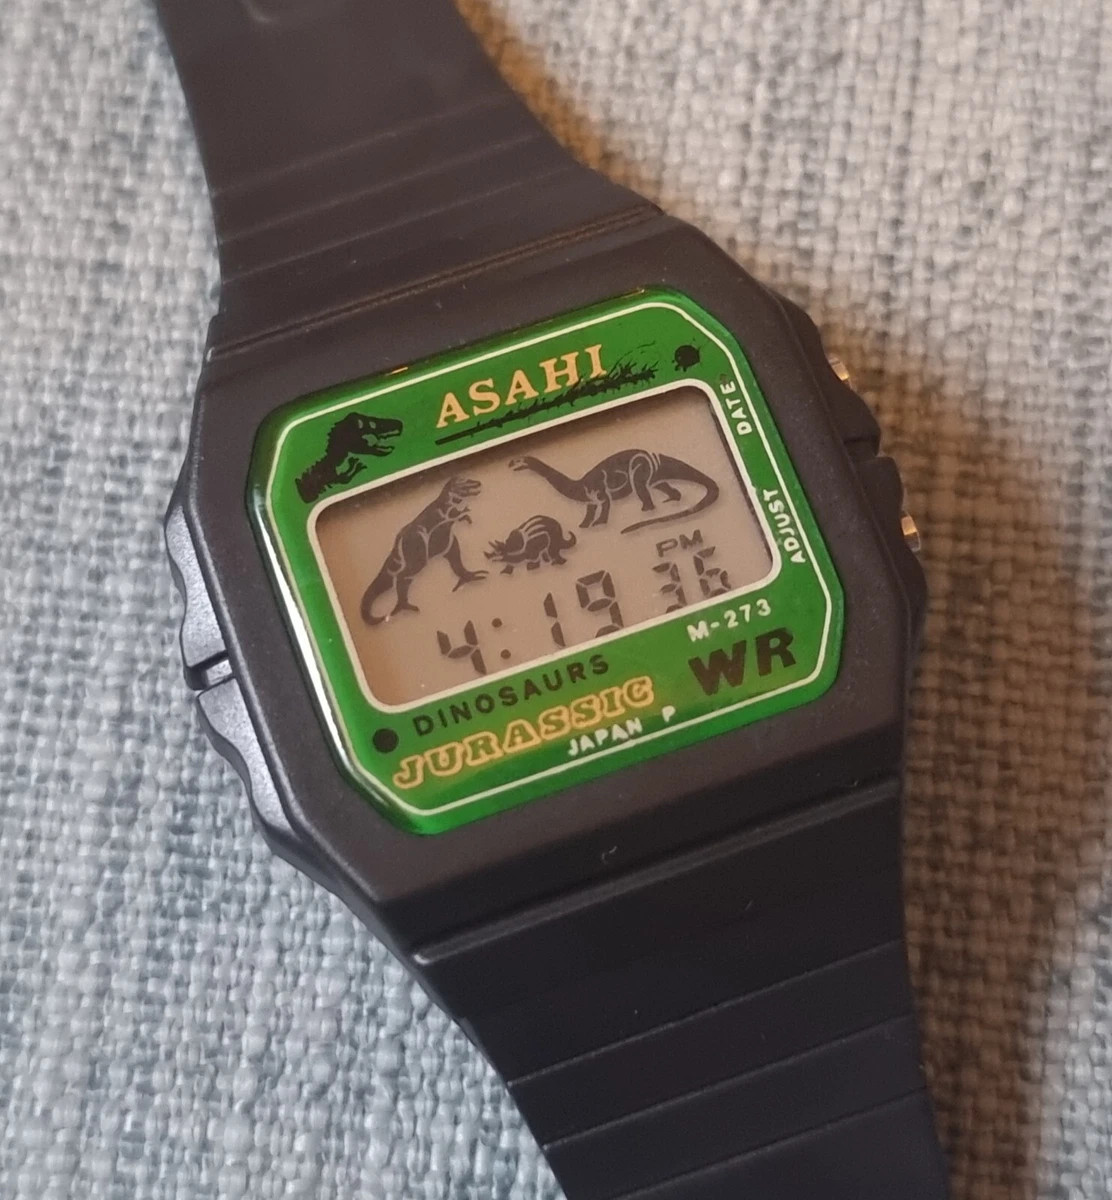 ASAHI
DATE
ADJUST
PM
4:19 36
M-273
DINOSAURS
WR
JURASSIC
JAPAN P